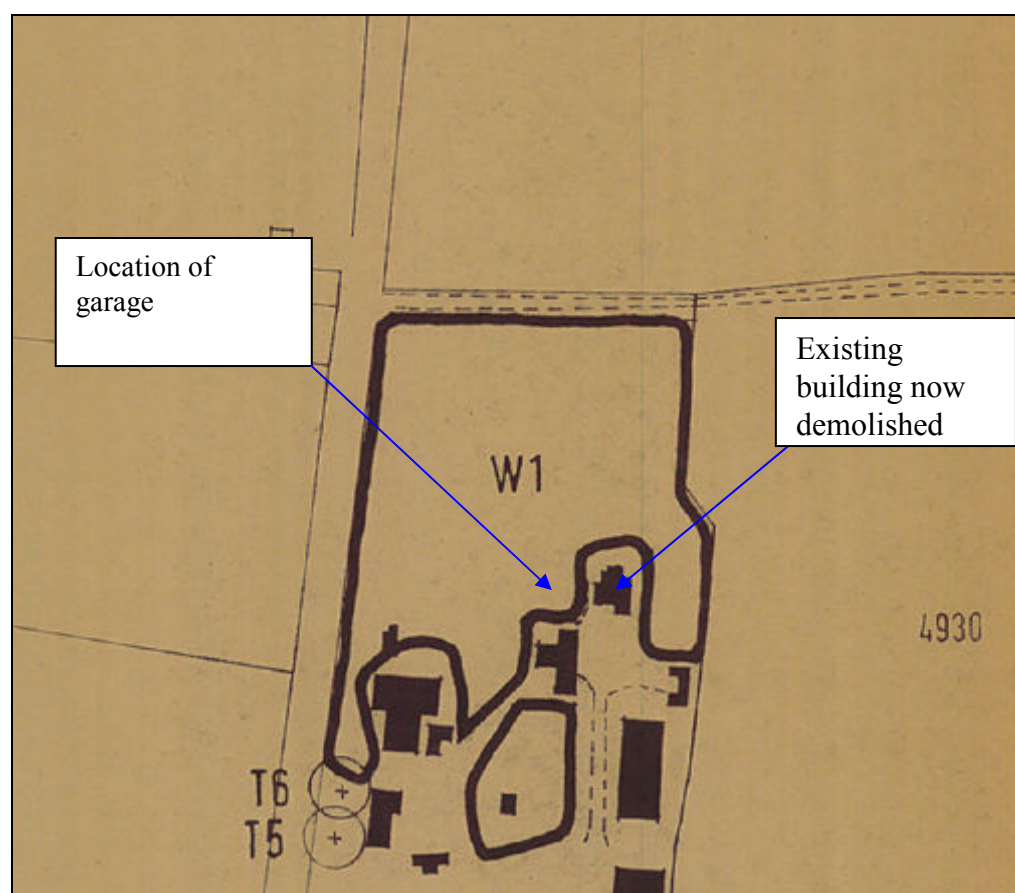 Location of
garage
Existing
building now
demolished
W1
4930
T6
T5